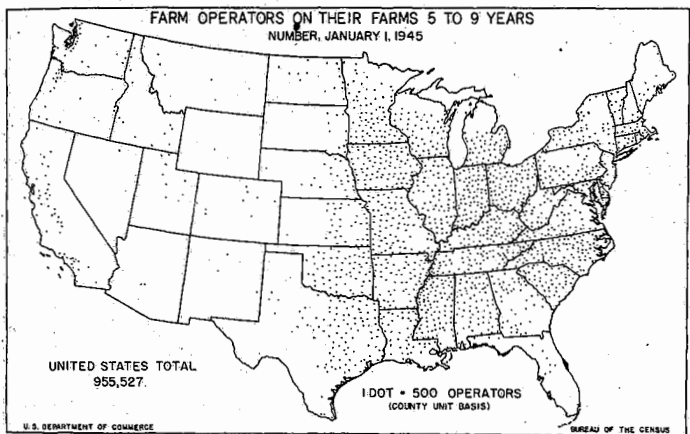 FARM OPERATORS ON THEIR FARMS 5 TO 9 YEARS
NUMBER, JANUARY 1, 1945
UNITED STATES TOTAL
955,527.
1 DOT = 500 OPERATORS
(COUNTY UNIT BASIS)
U.S. DEPARTMENT OF COMMERCE
BUREAU OF THE CENSUS